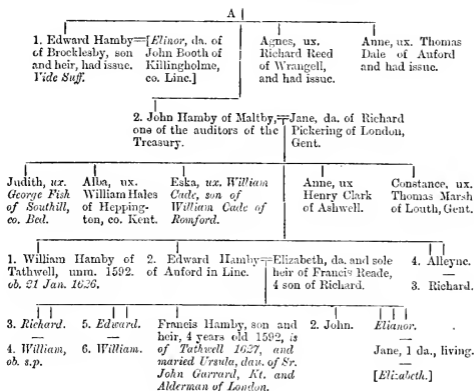 A
1. Edward Hamby=[Elinor, da. of
of Brocklesby, son John Booth of
and heir, had issue. Killingholme,
Vide Suff. co. Linc.]
Agnes, ux.
Richard Reed
of Wrangell,
and had issue.
Anne, ux. Thomas
Dale of Auford
and had issue.
2. John Hamby of Maltby,=Jane, da. of Richard
one of the auditors of the Pickering of London,
Treasury. Gent.
Judith, ux.
George Fish
of Southill,
co. Bed.
Alba, ux.
William Hales
of Hepping-
ton, co. Kent.
Eska, ux. William
Cade, son of
William Cade of
Romford.
Anne, ux
Henry Clark
of Ashwell.
Constance, ux.
Thomas Marsh
of Louth, Gent.
1. William Hamby of
Tathwell, unm. 1592.
ob. 21 Jan. 1626.
2. Edward Hamby=Elizabeth, da. and sole
of Auford in Linc. heir of Francis Reade,
4 son of Richard.
4. Alleyne.
—
3. Richard.
3. Richard.
—
4. William,
ob. s.p.
5. Edward.
—
6. William.
Francis Hamby, son and
heir, 4 years old 1592, is
of Tathwell 1627, and
maried Ursula, dau. of Sr.
John Garrard, Kt. and
Alderman of London.
2. John.
Elianor.
—
Jane, 1 da., living.
—
[Elizabeth.]